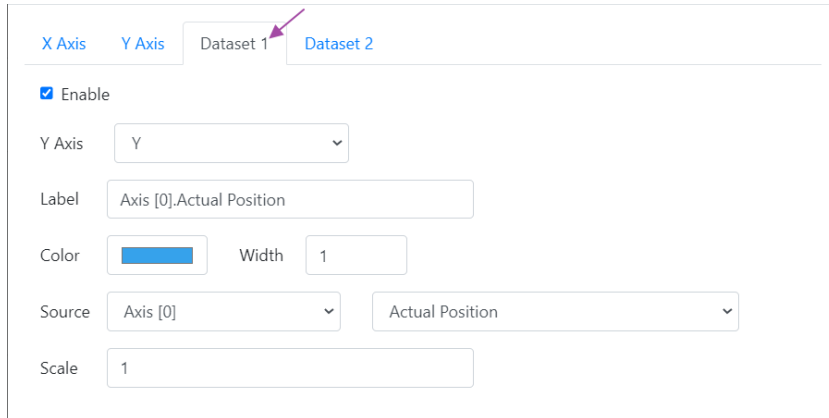 X Axis Y Axis Dataset 1 Dataset 2
Enable
Y Axis Y
Label Axis [0].Actual Position
Color Width 1
Source Axis [0] Actual Position
Scale 1